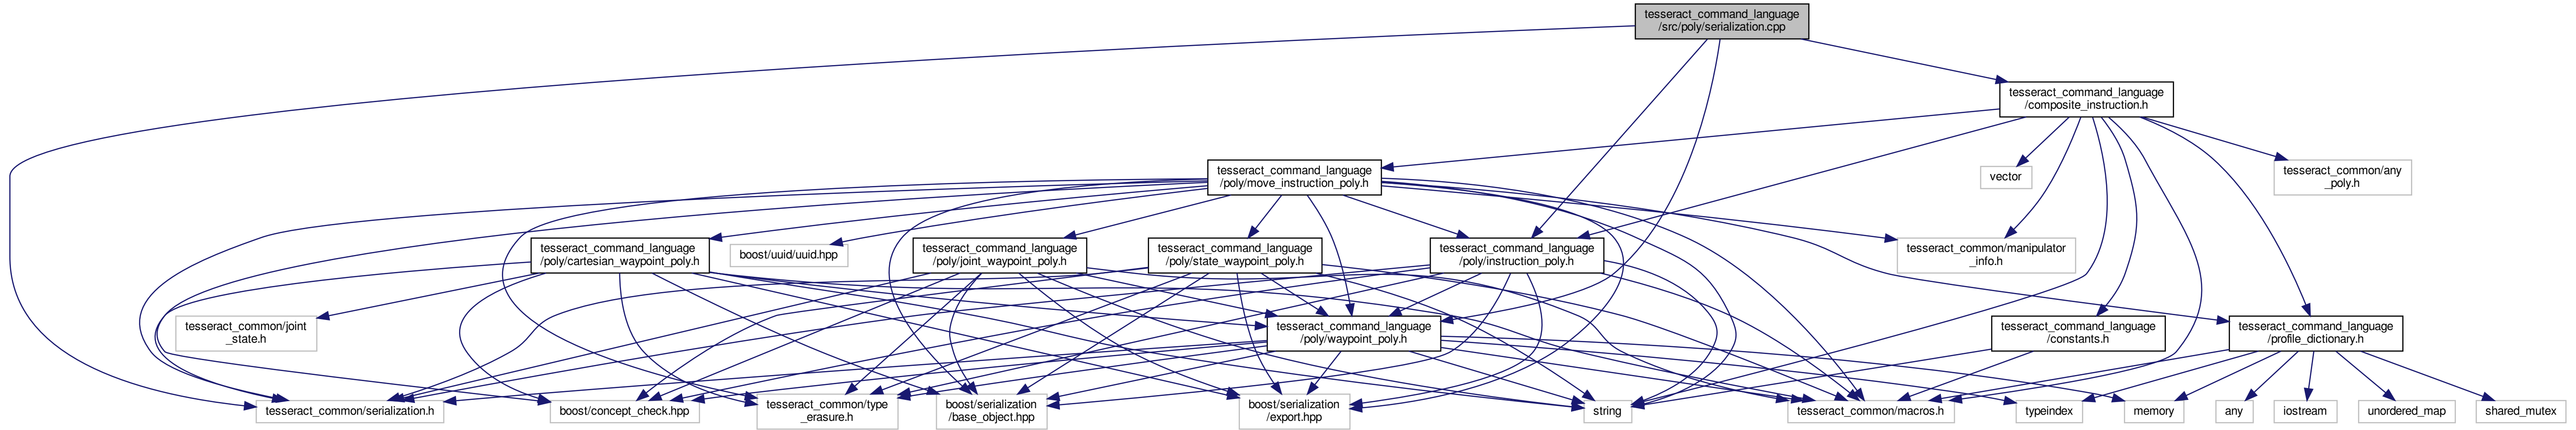 tesseract_command_language
/src/poly/serialization.cpp
tesseract_command_language
/composite_instruction.h
tesseract_command_language
/poly/move_instruction_poly.h
vector
tesseract_common/any
_poly.h
tesseract_command_language
/poly/cartesian_waypoint_poly.h
boost/uuid/uuid.hpp
tesseract_command_language
/poly/joint_waypoint_poly.h
tesseract_command_language
/poly/state_waypoint_poly.h
tesseract_command_language
/poly/instruction_poly.h
tesseract_common/manipulator
_info.h
tesseract_common/joint
_state.h
tesseract_command_language
/poly/waypoint_poly.h
tesseract_command_language
/constants.h
tesseract_command_language
/profile_dictionary.h
tesseract_common/serialization.h
boost/concept_check.hpp
tesseract_common/type
_erasure.h
boost/serialization
/base_object.hpp
boost/serialization
/export.hpp
string
tesseract_common/macros.h
typeindex
memory
any
iostream
unordered_map
shared_mutex